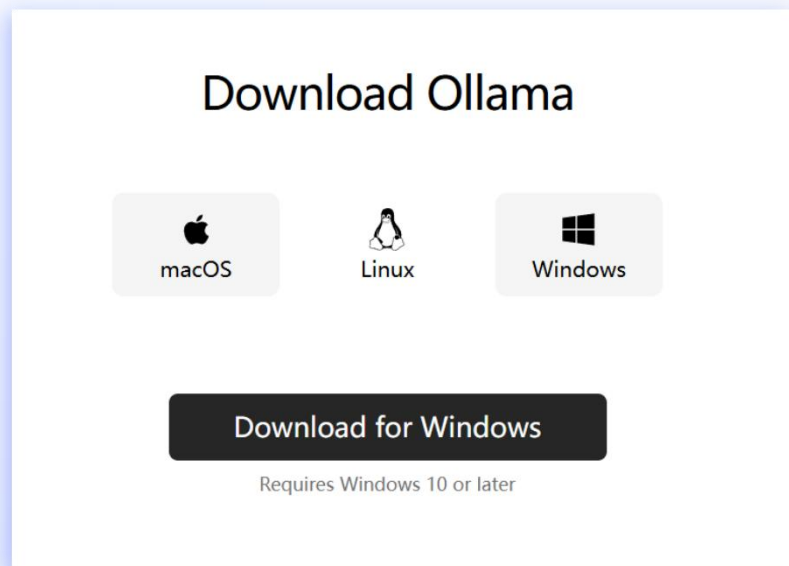 Download Ollama
macOS
Linux
Windows
Download for Windows
Requires Windows 10 or later